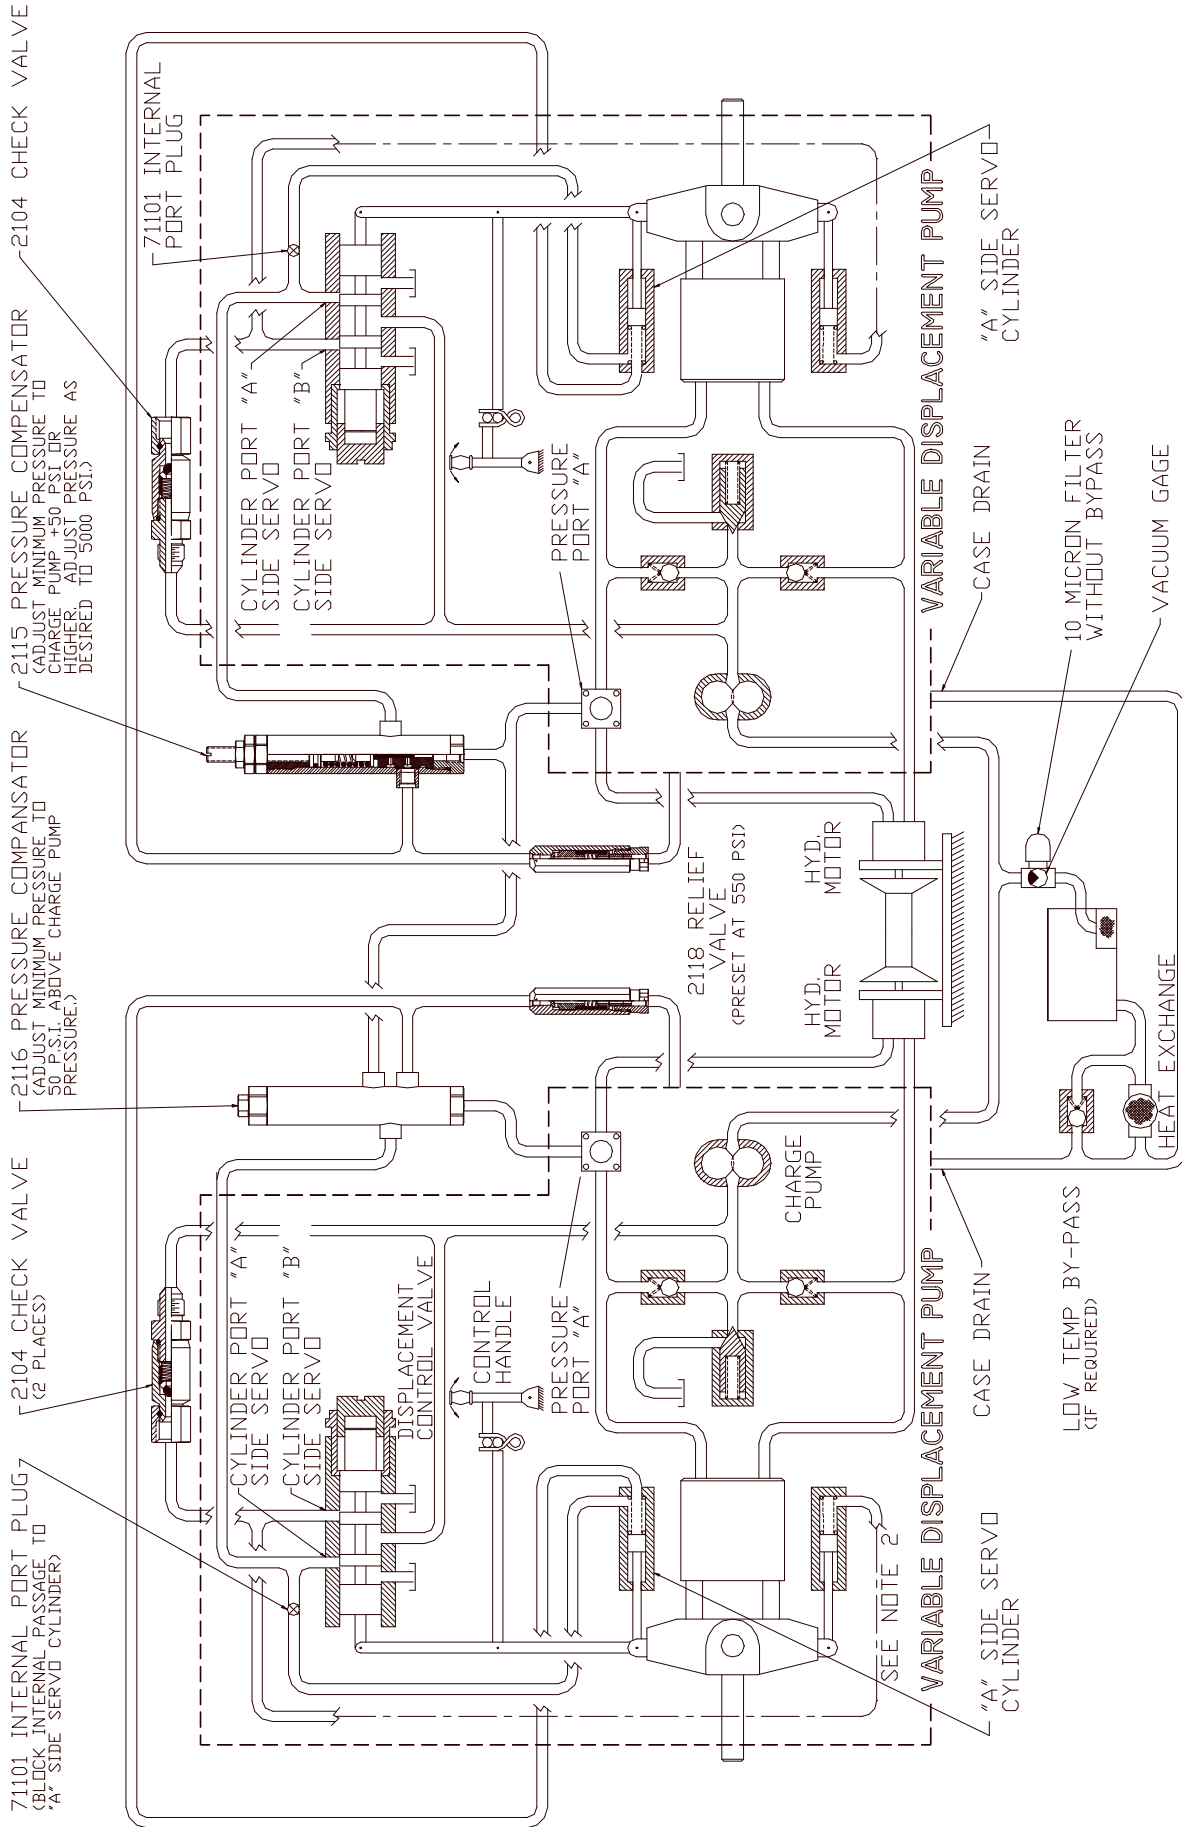 71101 INTERNAL PORT PLUG
(BLOCK INTERNAL PASSAGE TO
"A" SIDE SERVO CYLINDER)
2104 CHECK VALVE
(2 PLACES)
2116 PRESSURE COMPANSATOR
(ADJUST MINIMUM PRESSURE TO
50 P.S.I. ABOVE CHARGE PUMP
PRESSURE.)
2115 PRESSURE COMPENSATOR
(ADJUST MINIMUM PRESSURE TO
CHARGE PUMP +50 PSI OR
HIGHER. ADJUST PRESSURE AS
DESIRED TO 5000 PSI.)
2104 CHECK VALVE
71101 INTERNAL
PORT PLUG
CYLINDER PORT "A"
SIDE SERVO
CYLINDER PORT "B"
SIDE SERVO
DISPLACEMENT
CONTROL VALVE
CONTROL
HANDLE
PRESSURE
PORT "A"
CYLINDER PORT "A"
SIDE SERVO
CYLINDER PORT "B"
SIDE SERVO
PRESSURE
PORT "A"
2118 RELIEF
VALVE
(PRESET AT 550 PSI)
CHARGE
PUMP
HYD.
MOTOR
HYD.
MOTOR
SEE NOTE 2
VARIABLE DISPLACEMENT PUMP
VARIABLE DISPLACEMENT PUMP
"A" SIDE SERVO
CYLINDER
CASE DRAIN
CASE DRAIN
"A" SIDE SERVO
CYLINDER
LOW TEMP BY-PASS
(IF REQUIRED)
HEAT EXCHANGE
10 MICRON FILTER
WITHOUT BYPASS
VACUUM GAGE